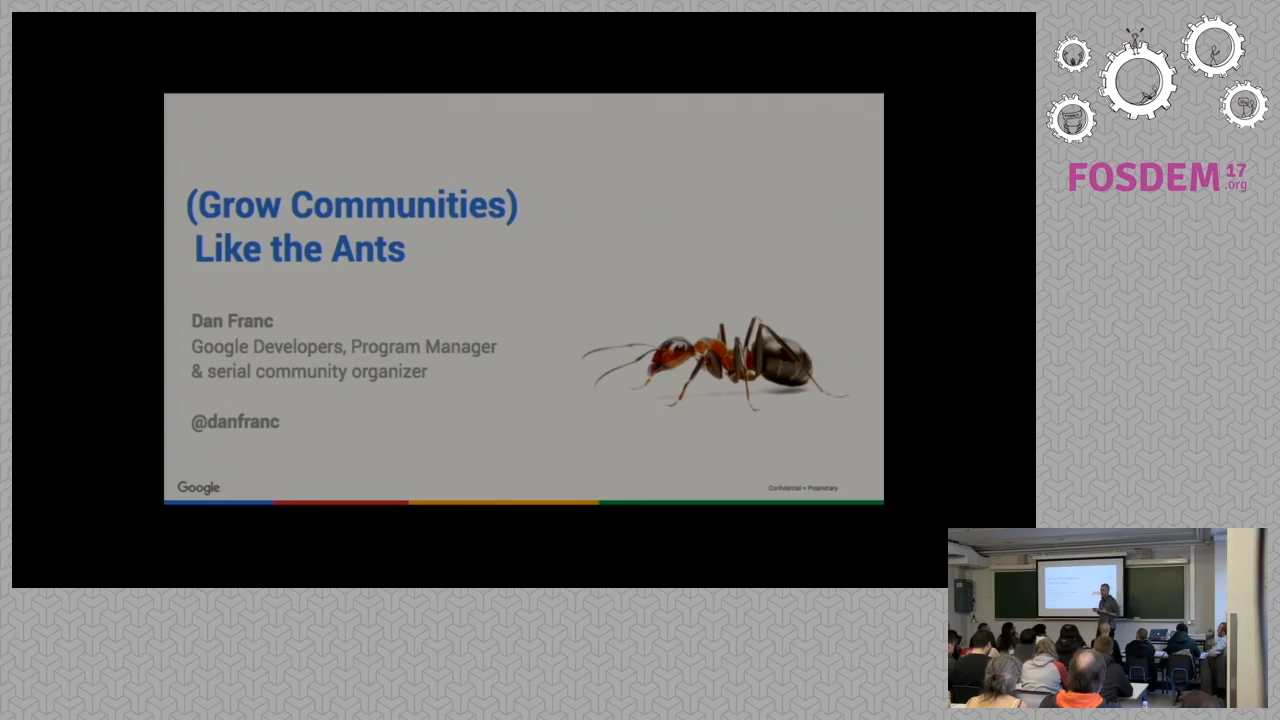 (Grow Communities)
Like the Ants
Dan Franc
Google Developers, Program Manager
& serial community organizer
@danfranc
Google
Confidential + Proprietary
FOSDEM 17
.org